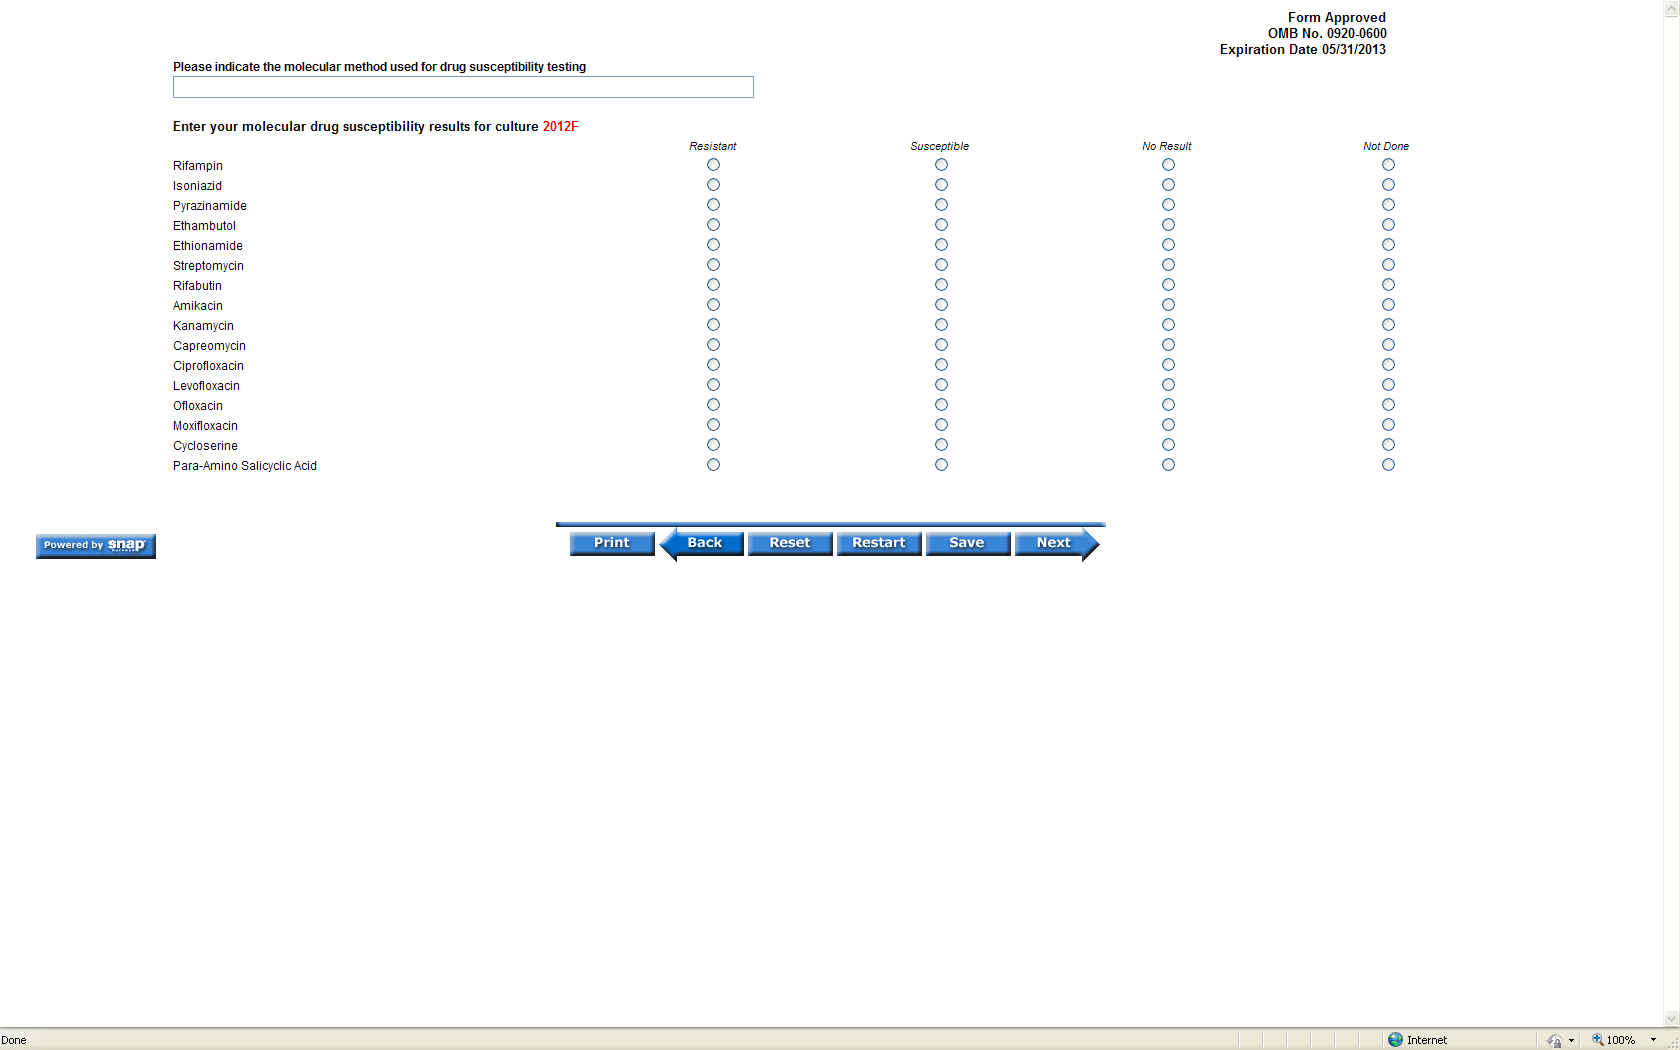 Form Approved
OMB No. 0920-0600
Expiration Date 05/31/2013
Please indicate the molecular method used for drug susceptibility testing
Enter your molecular drug susceptibility results for culture 2012F
Resistant Susceptible No Result Not Done
Rifampin
Isoniazid
Pyrazinamide
Ethambutol
Ethionamide
Streptomycin
Rifabutin
Amikacin
Kanamycin
Capreomycin
Ciprofloxacin
Levofloxacin
Ofloxacin
Moxifloxacin
Cycloserine
Para-Amino Salicyclic Acid
Powered by snap surveys
Print Back Reset Restart Save Next
Done Internet 100%